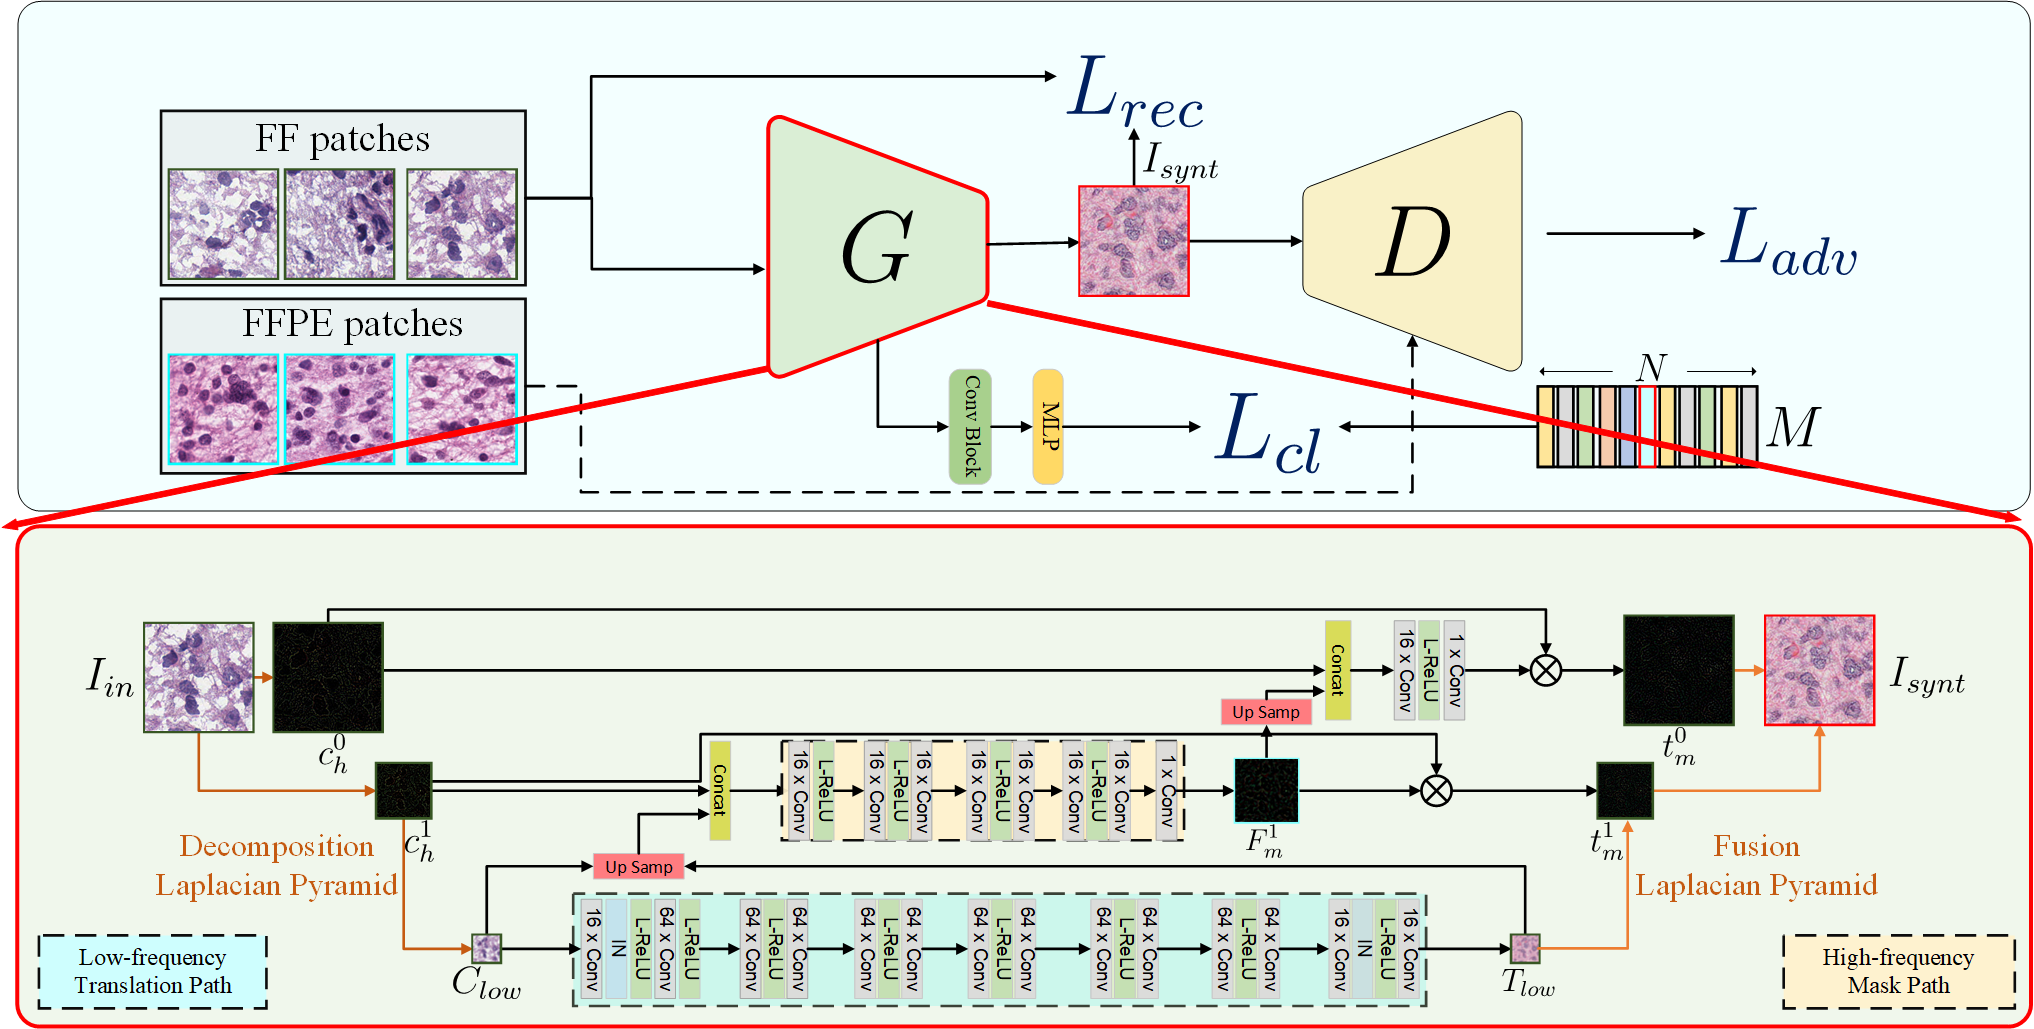 FF patches
FFPE patches
L_{rec}
I_{synt}
G
D
L_{adv}
Conv Block
MLP
L_{cl}
N
M
I_{in}
c_h^0
c_h^1
Decomposition
Laplacian Pyramid
C_{low}
Low-frequency
Translation Path
Concat
16 x Conv
L-ReLU
1 x Conv
Up Samp
Concat
16 x Conv
L-ReLU
16 x Conv
L-ReLU
16 x Conv
16 x Conv
L-ReLU
16 x Conv
16 x Conv
L-ReLU
16 x Conv
1 x Conv
F_m^1
Up Samp
16 x Conv
IN
L-ReLU
64 x Conv
L-ReLU
64 x Conv
L-ReLU
64 x Conv
64 x Conv
L-ReLU
64 x Conv
64 x Conv
L-ReLU
64 x Conv
64 x Conv
L-ReLU
64 x Conv
64 x Conv
L-ReLU
64 x Conv
16 x Conv
IN
L-ReLU
16 x Conv
T_{low}
t_m^0
t_m^1
I_{synt}
Fusion
Laplacian Pyramid
High-frequency
Mask Path